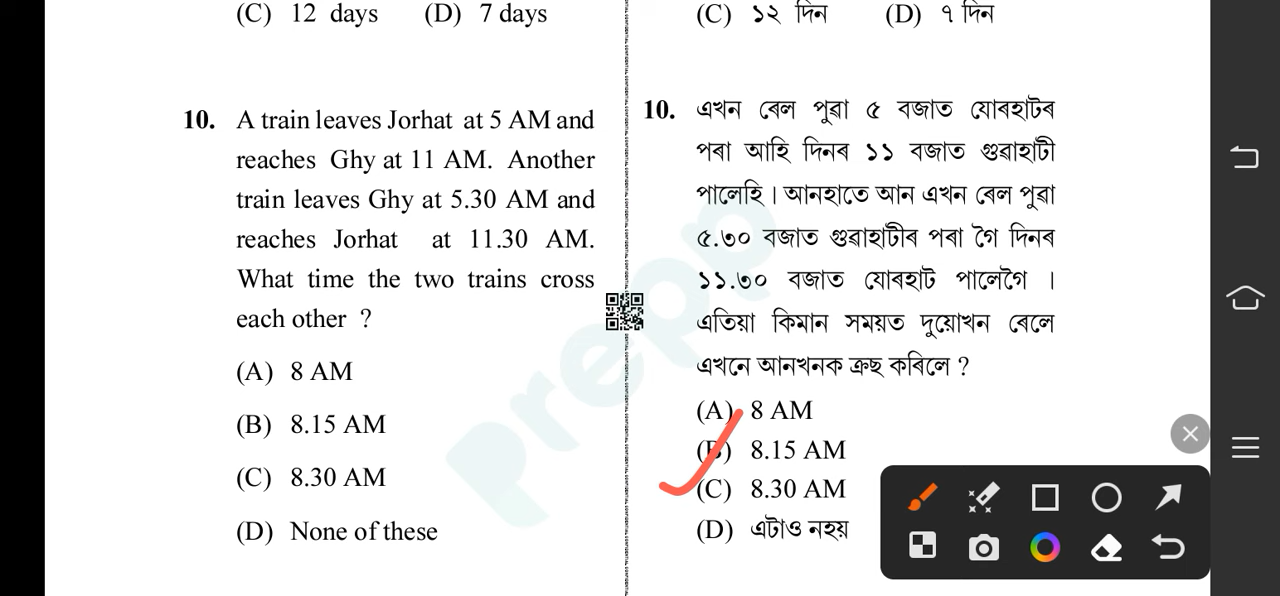 (C) 12 days (D) 7 days
10. A train leaves Jorhat at 5 AM and
reaches Ghy at 11 AM. Another
train leaves Ghy at 5.30 AM and
reaches Jorhat at 11.30 AM.
What time the two trains cross
each other ?
(A) 8 AM
(B) 8.15 AM
(C) 8.30 AM
(D) None of these
(C) ১২ দিন (D) ৭ দিন
10. এখন ৰেল পুৱা ৫ বজাত যোৰহাটৰ
পৰা আহি দিনৰ ১১ বজাত গুৱাহাটী
পালেহি। আনহাতে আন এখন ৰেল পুৱা
৫.৩০ বজাত গুৱাহাটীৰ পৰা গৈ দিনৰ
১১.৩০ বজাত যোৰহাট পালেগৈ ।
এতিয়া কিমান সময়ত দুয়োখন ৰেলে
এখনে আনখনক ক্ৰছ কৰিলে ?
(A) 8 AM
(B) 8.15 AM
(C) 8.30 AM
(D) এটাও নহয়
prepp